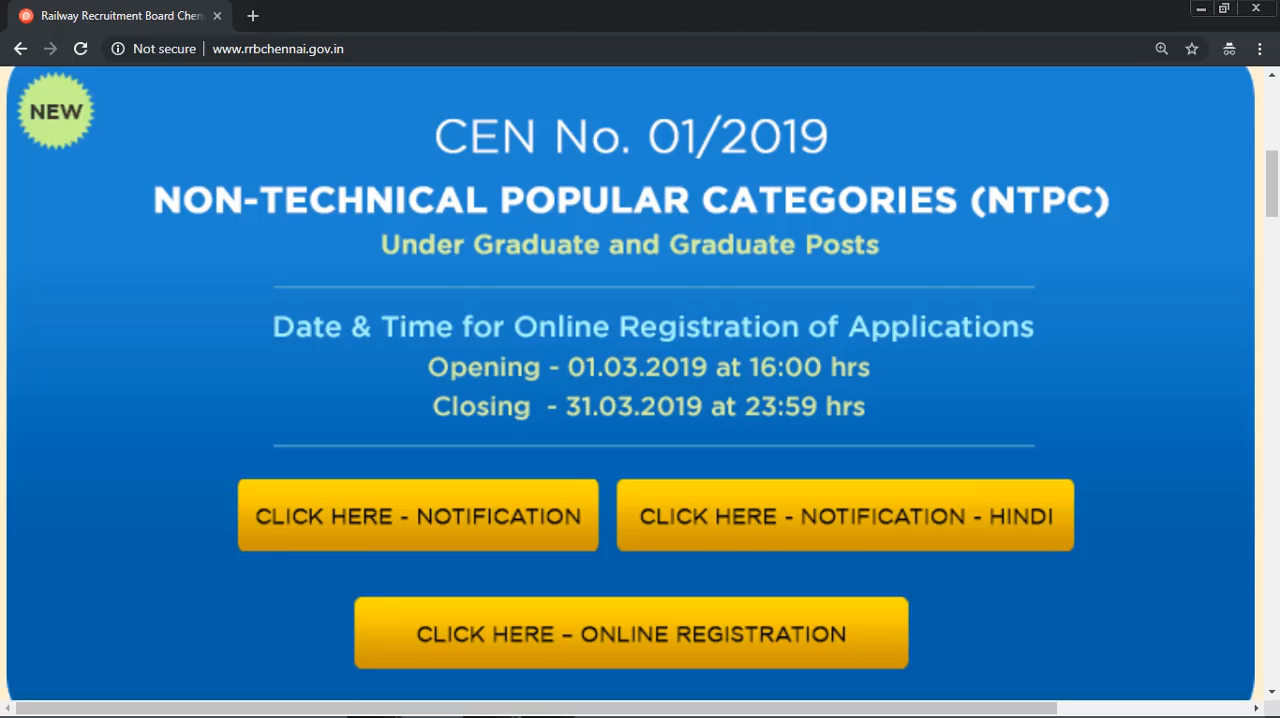 Railway Recruitment Board Chen
Not secure
www.rrbchennai.gov.in
NEW
CEN No. 01/2019
NON-TECHNICAL POPULAR CATEGORIES (NTPC)
Under Graduate and Graduate Posts
Date & Time for Online Registration of Applications
Opening - 01.03.2019 at 16:00 hrs
Closing - 31.03.2019 at 23:59 hrs
CLICK HERE - NOTIFICATION
CLICK HERE - NOTIFICATION - HINDI
CLICK HERE – ONLINE REGISTRATION